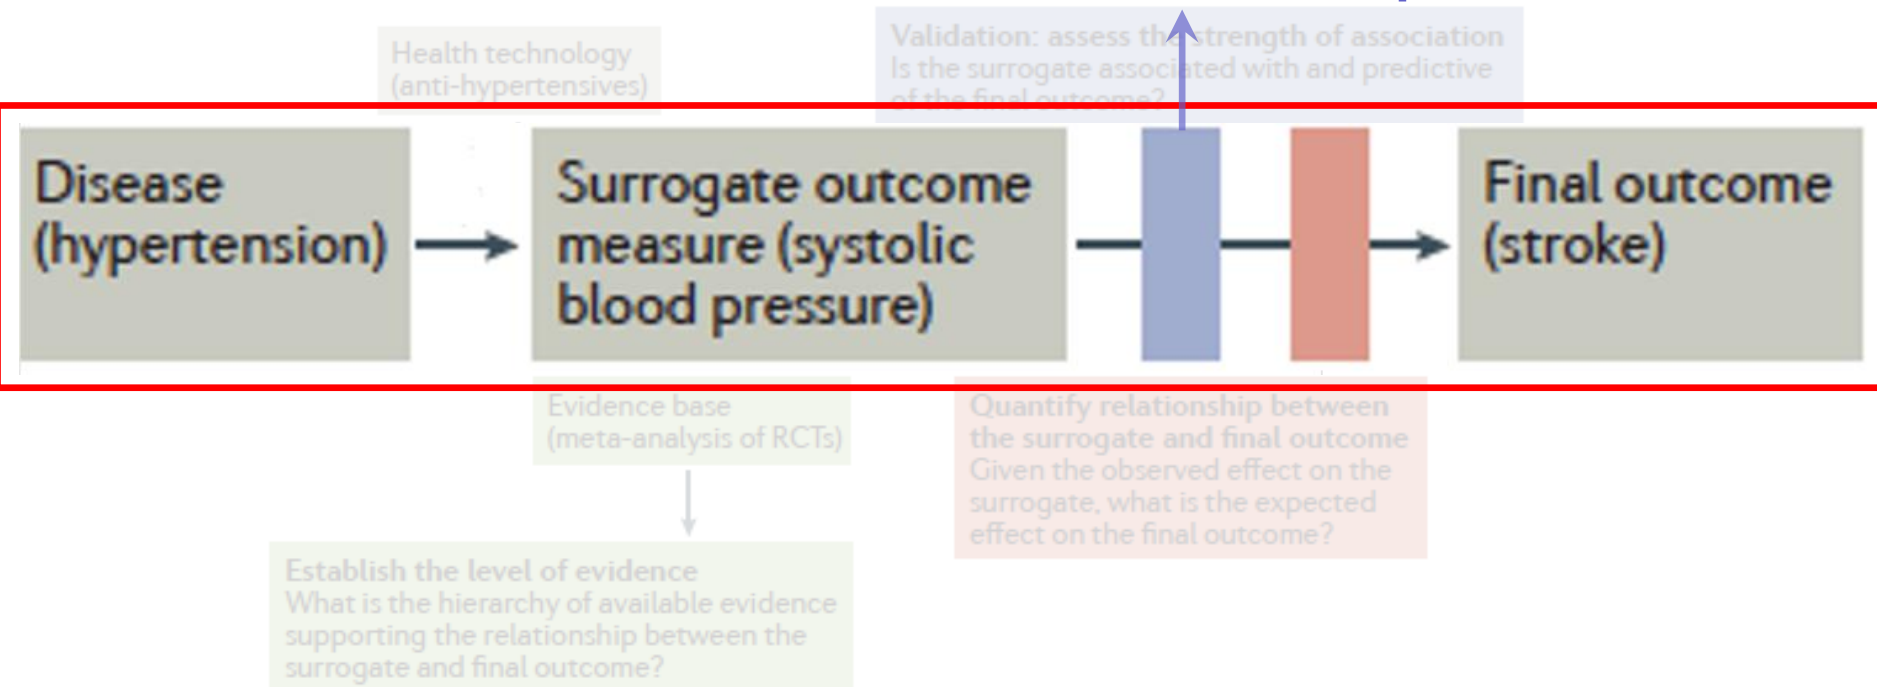 Health technology
(anti-hypertensives)
Validation: assess the strength of association
Is the surrogate associated with and predictive
of the final outcome?
Disease
(hypertension)
Surrogate outcome
measure (systolic
blood pressure)
Final outcome
(stroke)
Evidence base
(meta-analysis of RCTs)
Quantify relationship between
the surrogate and final outcome
Given the observed effect on the
surrogate, what is the expected
effect on the final outcome?
Establish the level of evidence
What is the hierarchy of available evidence
supporting the relationship between the
surrogate and final outcome?